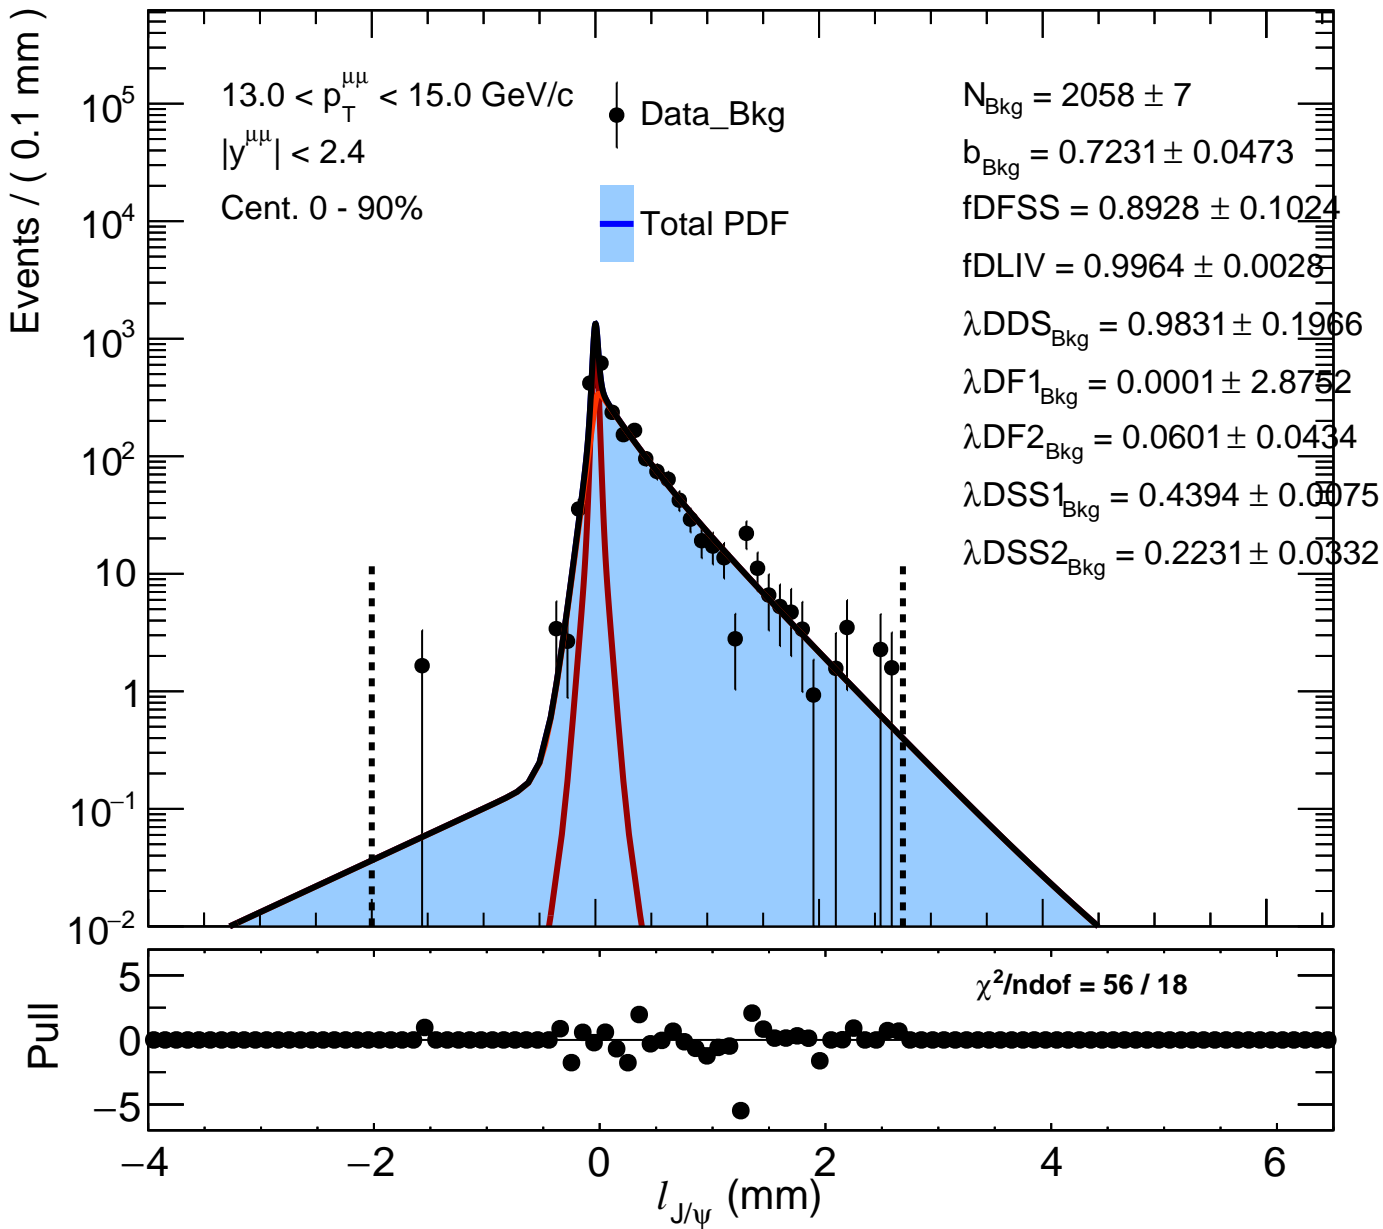 Events / ( 0.1 mm )
10^5
10^4
10^3
10^2
10
1
10^−1
10^−2
13.0 < p_T^μμ < 15.0 GeV/c
|y^μμ| < 2.4
Cent. 0 - 90%
Data_Bkg
Total PDF
N_Bkg = 2058 ± 7
b_Bkg = 0.7231 ± 0.0473
fDFSS = 0.8928 ± 0.1024
fDLIV = 0.9964 ± 0.0028
λDDS_Bkg = 0.9831 ± 0.1966
λDF1_Bkg = 0.0001 ± 2.8752
λDF2_Bkg = 0.0601 ± 0.0434
λDSS1_Bkg = 0.4394 ± 0.0075
λDSS2_Bkg = 0.2231 ± 0.0332
Pull
5
0
−5
χ²/ndof = 56 / 18
−4 −2 0 2 4 6
l_J/ψ (mm)